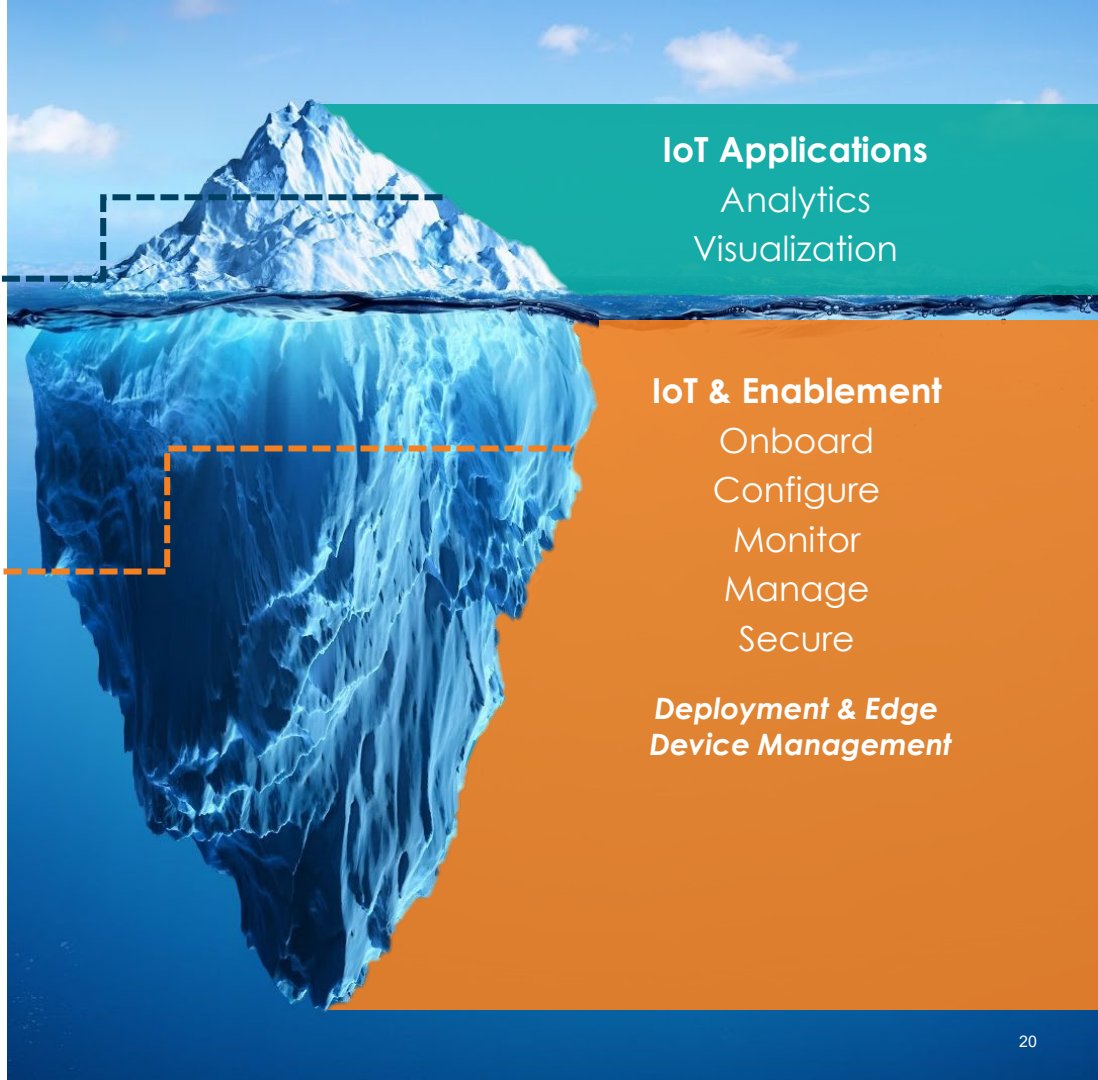 IoT Applications
Analytics
Visualization
IoT & Enablement
Onboard
Configure
Monitor
Manage
Secure
Deployment & Edge
Device Management
20